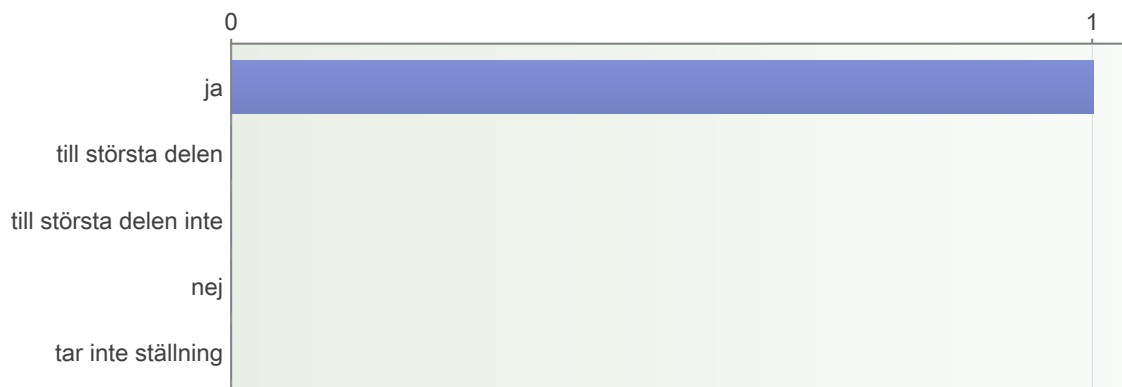 0 1
ja
till största delen
till största delen inte
nej
tar inte ställning